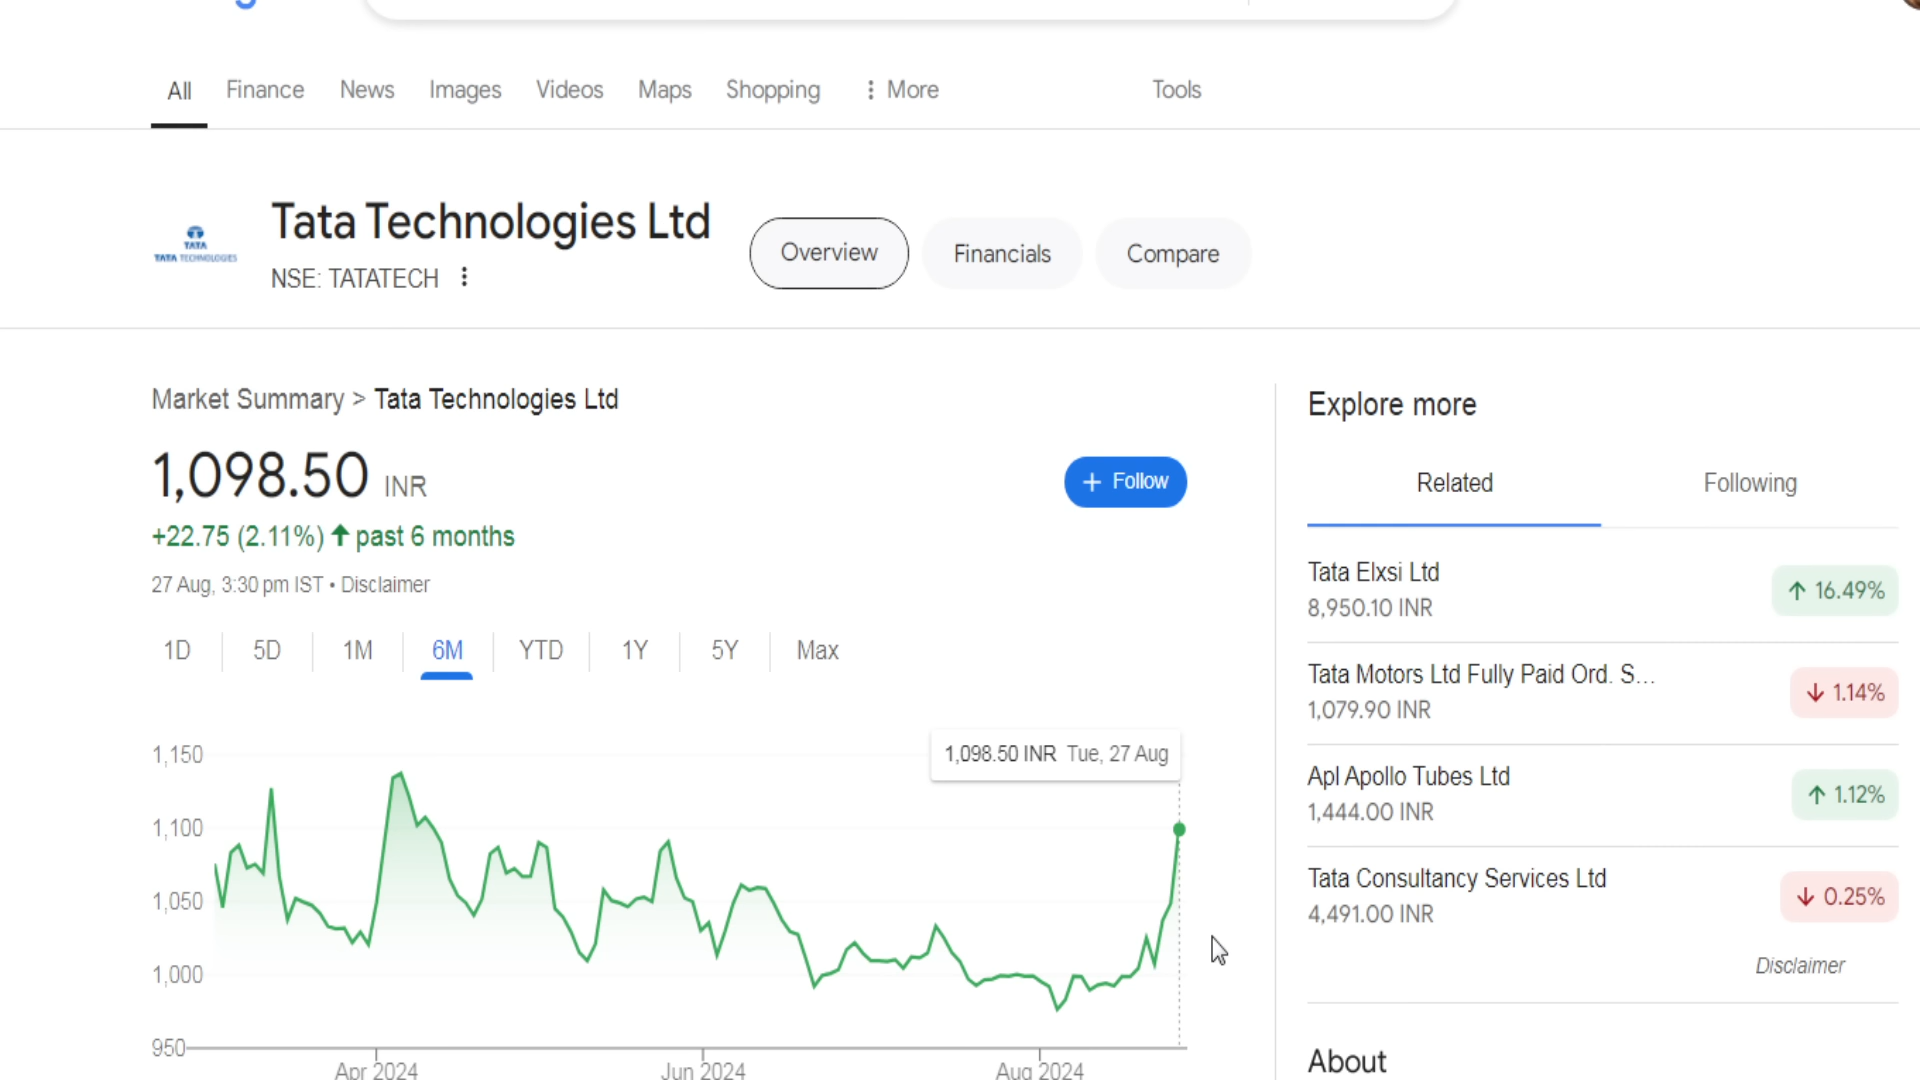 All Finance News Images Videos Maps Shopping More Tools
TATA
TATA TECHNOLOGIES
Tata Technologies Ltd
NSE: TATATECH
Overview Financials Compare
Market Summary > Tata Technologies Ltd
1,098.50 INR
+ Follow
+22.75 (2.11%) ↑ past 6 months
27 Aug, 3:30 pm IST • Disclaimer
1D 5D 1M 6M YTD 1Y 5Y Max
1,098.50 INR Tue, 27 Aug
1,150
1,100
1,050
1,000
950
Apr 2024 Jun 2024 Aug 2024
Explore more
Related Following
Tata Elxsi Ltd
8,950.10 INR
↑ 16.49%
Tata Motors Ltd Fully Paid Ord. S...
1,079.90 INR
↓ 1.14%
Apl Apollo Tubes Ltd
1,444.00 INR
↑ 1.12%
Tata Consultancy Services Ltd
4,491.00 INR
↓ 0.25%
Disclaimer
About